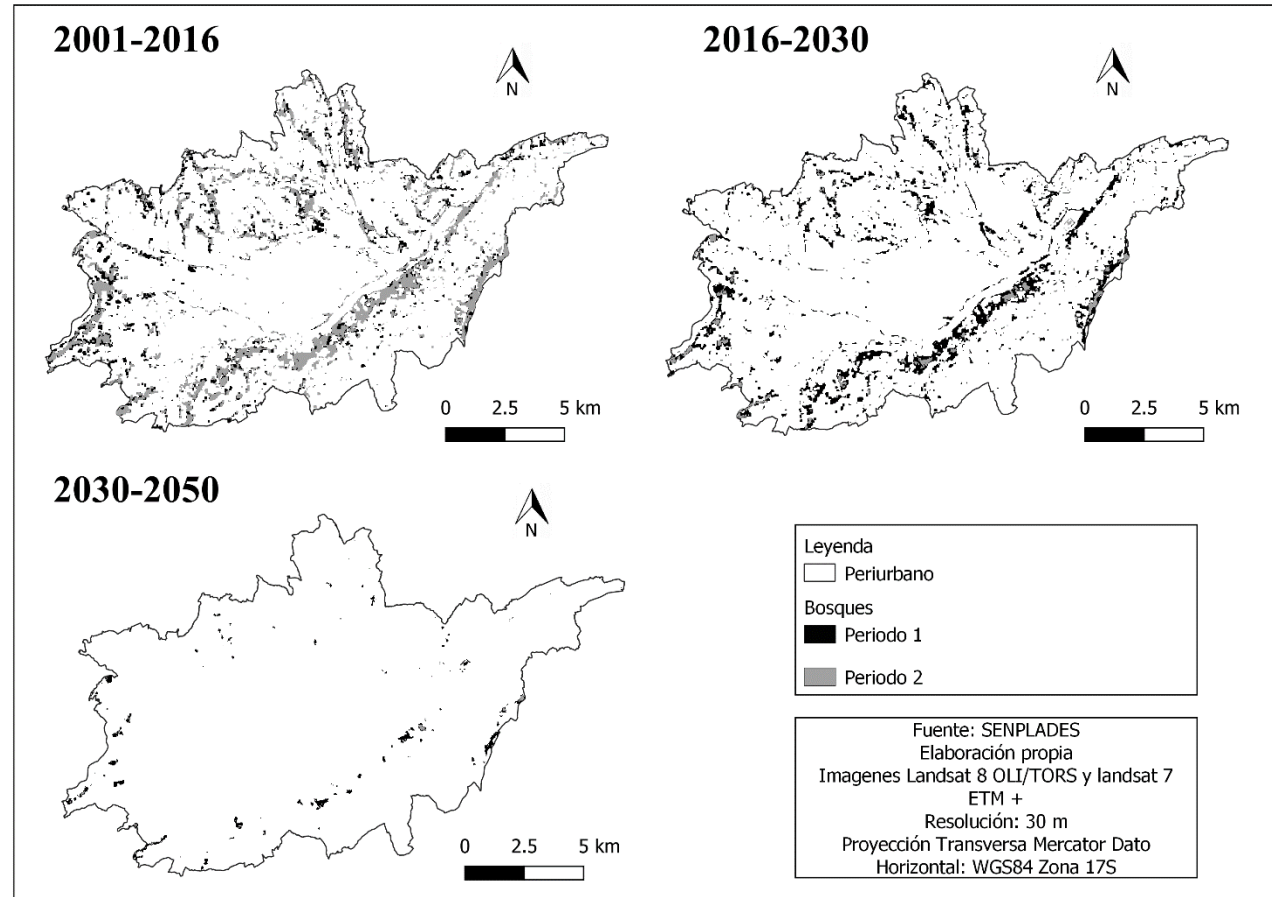 2001-2016
N
0 2.5 5 km
2016-2030
N
0 2.5 5 km
2030-2050
N
0 2.5 5 km
Leyenda
Periurbano
Bosques
Periodo 1
Periodo 2
Fuente: SENPLADES
Elaboración propia
Imagenes Landsat 8 OLI/TORS y landsat 7
ETM +
Resolución: 30 m
Proyección Transversa Mercator Dato
Horizontal: WGS84 Zona 17S